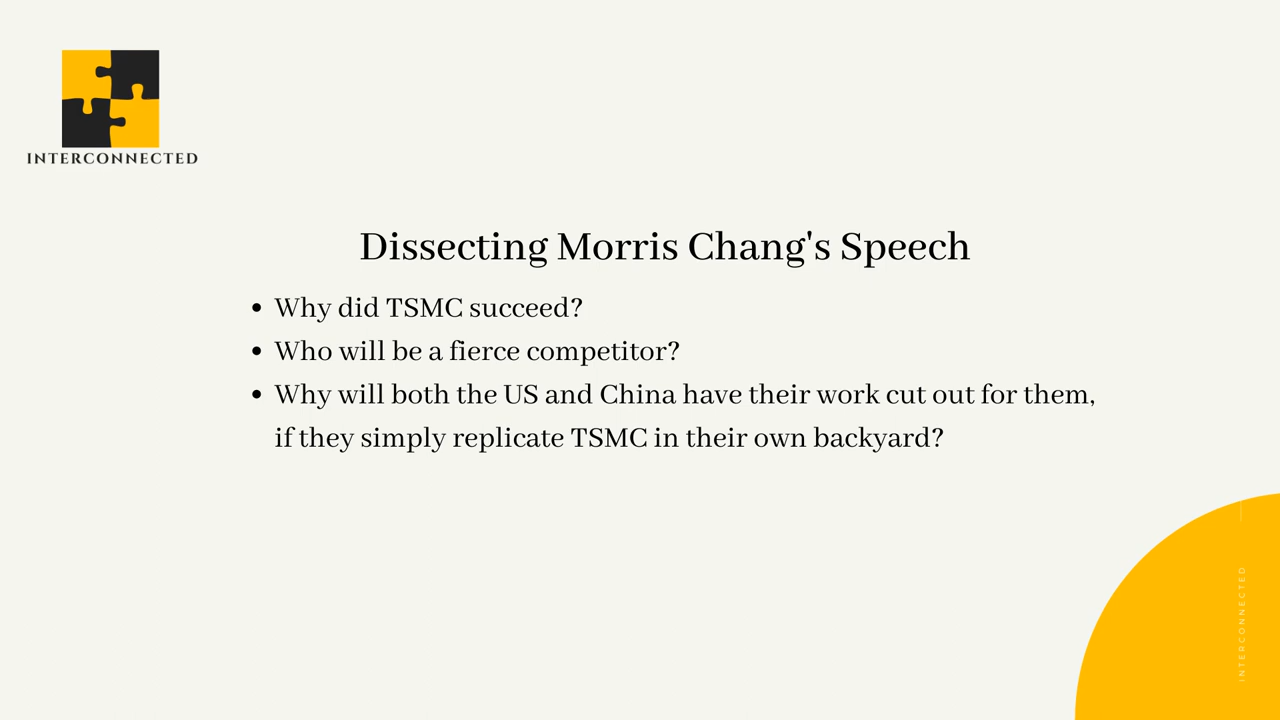 INTERCONNECTED
Dissecting Morris Chang's Speech
• Why did TSMC succeed?
• Who will be a fierce competitor?
• Why will both the US and China have their work cut out for them,
if they simply replicate TSMC in their own backyard?
INTERCONNECTED